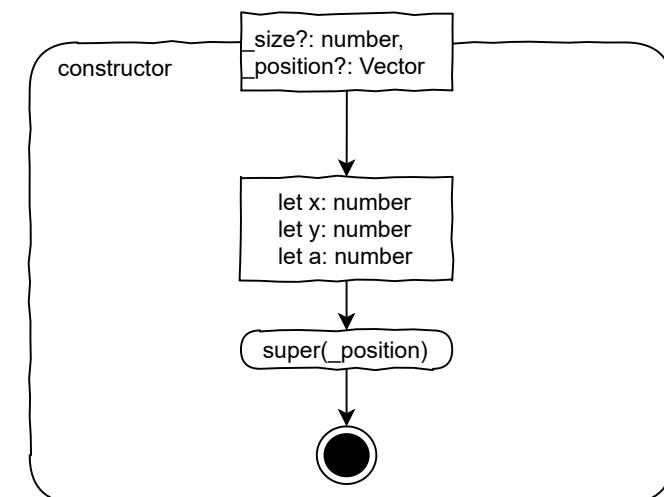 _size?: number,
_position?: Vector
constructor
let x: number
let y: number
let a: number
super(_position)